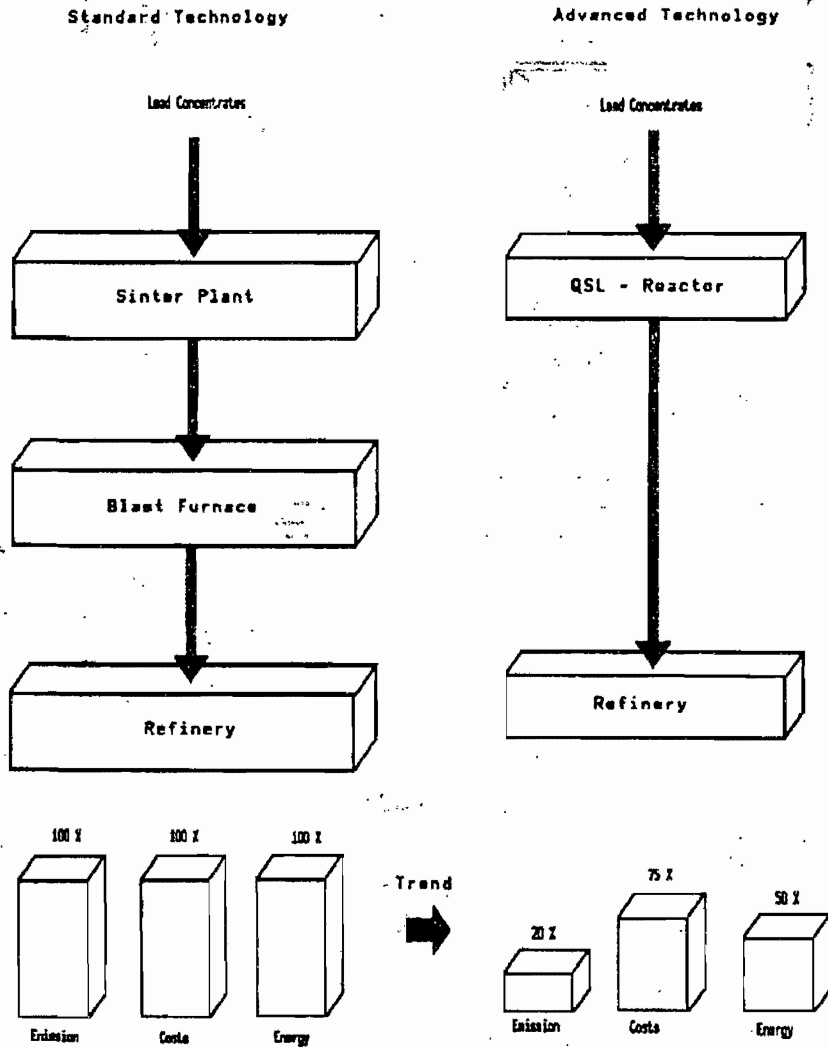 Standard Technology
Lead Concentrates
Sinter Plant
Blast Furnace
Refinery
100 %
100 %
100 %
Emission
Costs
Energy
Trend
Advanced Technology
Lead Concentrates
QSL - Reactor
Refinery
20 %
75 %
50 %
Emission
Costs
Energy